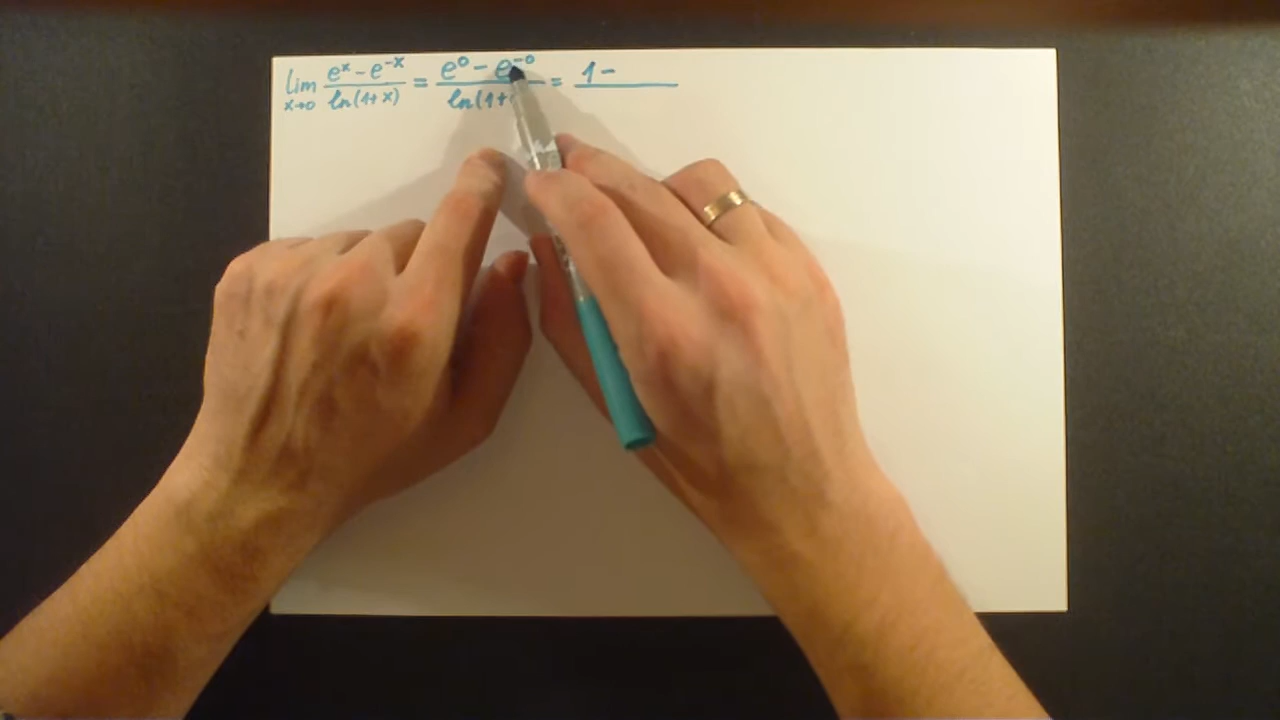 lim x→0 (e^x - e^-x)/(ln(1+x)) = (e^0 - e^-0)/(ln(1+ = 1 -